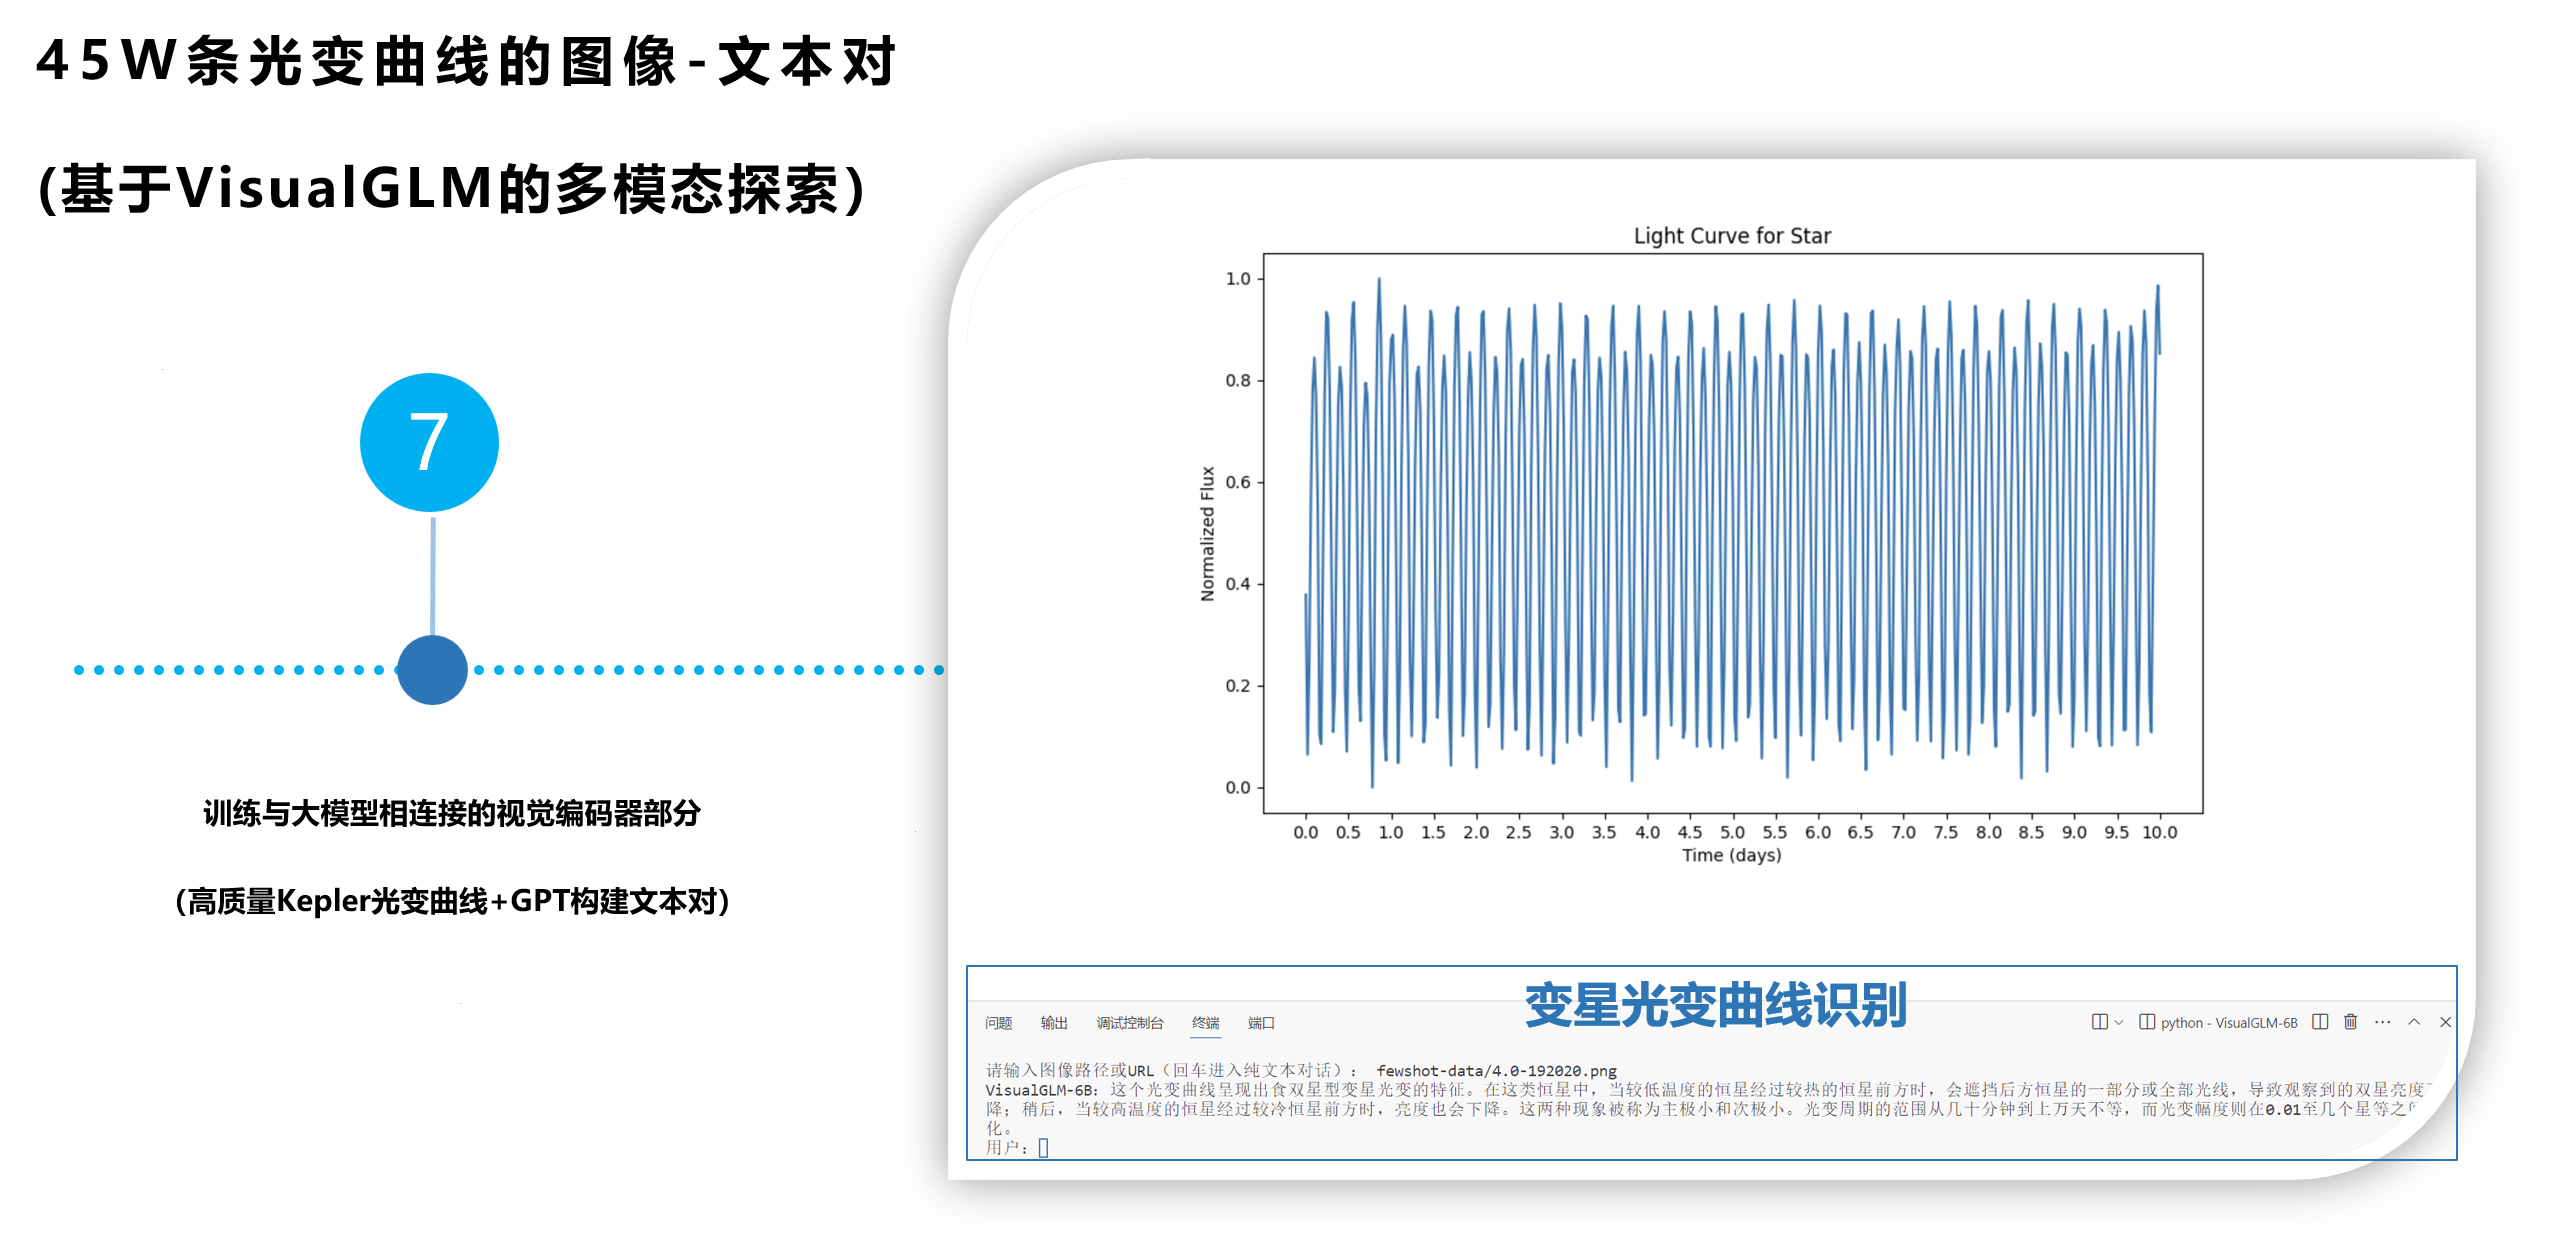 45W条光变曲线的图像-文本对
(基于VisualGLM的多模态探索)
7
训练与大模型相连接的视觉编码器部分
(高质量Kepler光变曲线+GPT构建文本对)
Light Curve for Star
Normalized Flux
1.0
0.8
0.6
0.4
0.2
0.0
0.0 0.5 1.0 1.5 2.0 2.5 3.0 3.5 4.0 4.5 5.0 5.5 6.0 6.5 7.0 7.5 8.0 8.5 9.0 9.5 10.0
Time (days)
变星光变曲线识别
问题 输出 调试控制台 终端 端口 python - VisualGLM-6B
请输入图像路径或URL（回车进入纯文本对话）： fewshot-data/4.0-192020.png
VisualGLM-6B：这个光变曲线呈现出食双星型变星光变的特征。在这类恒星中，当较低温度的恒星经过较热的恒星前方时，会遮挡后方恒星的一部分或全部光线，导致观察到的双星亮度
降；稍后，当较高温度的恒星经过较冷恒星前方时，亮度也会下降。这两种现象被称为主极小和次极小。光变周期的范围从几十分钟到上万天不等，而光变幅度则在0.01至几个星等之
化。
用户：